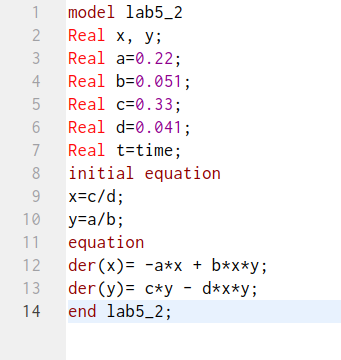 1 model lab5_2
2 Real x, y;
3 Real a=0.22;
4 Real b=0.051;
5 Real c=0.33;
6 Real d=0.041;
7 Real t=time;
8 initial equation
9 x=c/d;
10 y=a/b;
11 equation
12 der(x)= -a*x + b*x*y;
13 der(y)= c*y - d*x*y;
14 end lab5_2;